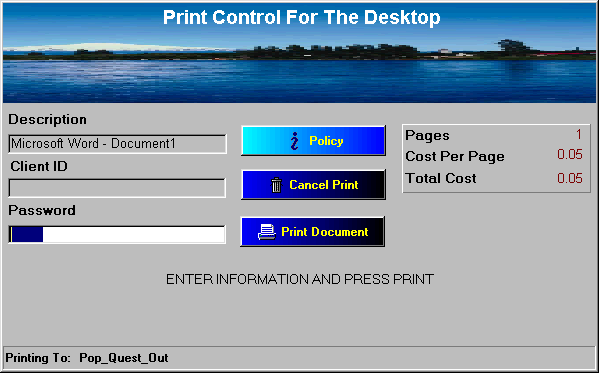 Print Control For The Desktop
Description
Microsoft Word - Document1
Client ID
Password
Policy
Cancel Print
Print Document
Pages 1
Cost Per Page 0.05
Total Cost 0.05
ENTER INFORMATION AND PRESS PRINT
Printing To: Pop_Quest_Out